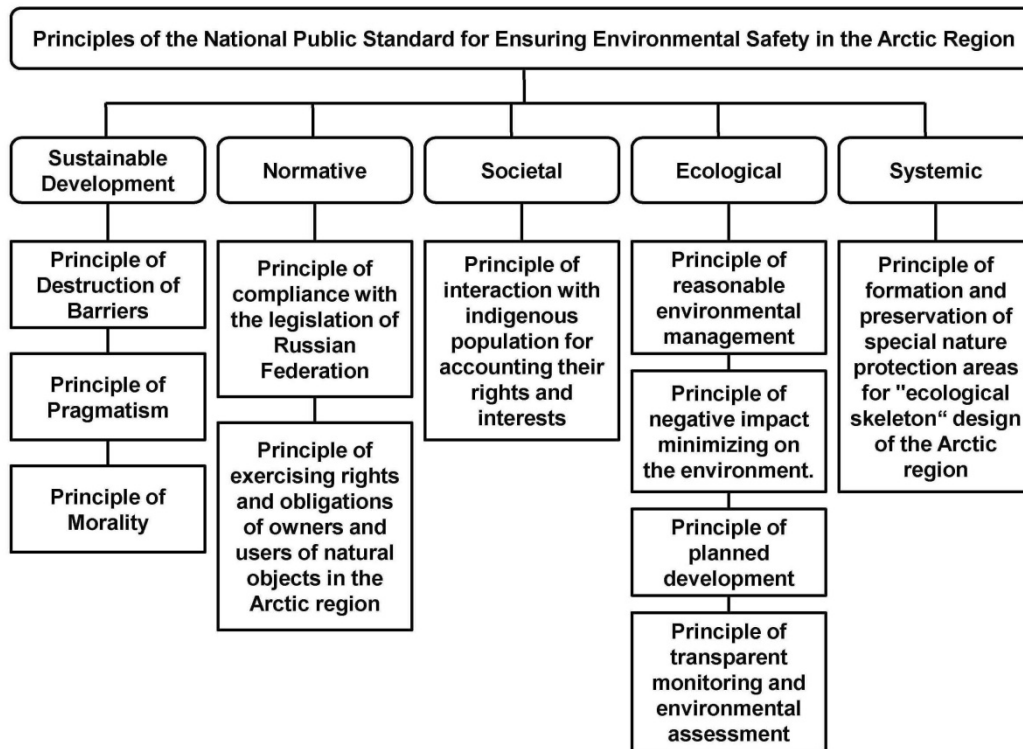 Principles of the National Public Standard for Ensuring Environmental Safety in the Arctic Region
Sustainable
Development
Normative
Societal
Ecological
Systemic
Principle of
Destruction of
Barriers
Principle of
Pragmatism
Principle of
Morality
Principle of
compliance with
the legislation of
Russian
Federation
Principle of
exercising rights
and obligations
of owners and
users of natural
objects in the
Arctic region
Principle of
interaction with
indigenous
population for
accounting their
rights and
interests
Principle of
reasonable
environmental
management
Principle of
negative impact
minimizing on
the environment.
Principle of
planned
development
Principle of
transparent
monitoring and
environmental
assessment
Principle of
formation and
preservation of
special nature
protection areas
for "ecological
skeleton“ design
of the Arctic
region